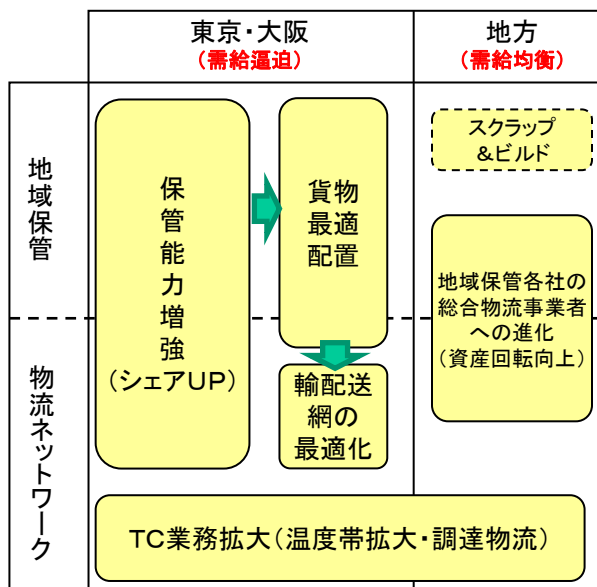 東京・大阪
(需給逼迫)
地方
(需給均衡)
地域保管
保管能力増強
(シェアUP)
貨物
最適
配置
スクラップ
&ビルド
地域保管各社の
総合物流事業者
への進化
(資産回転向上)
物流ネットワーク
輸配送
網の
最適化
TC業務拡大(温度帯拡大・調達物流)